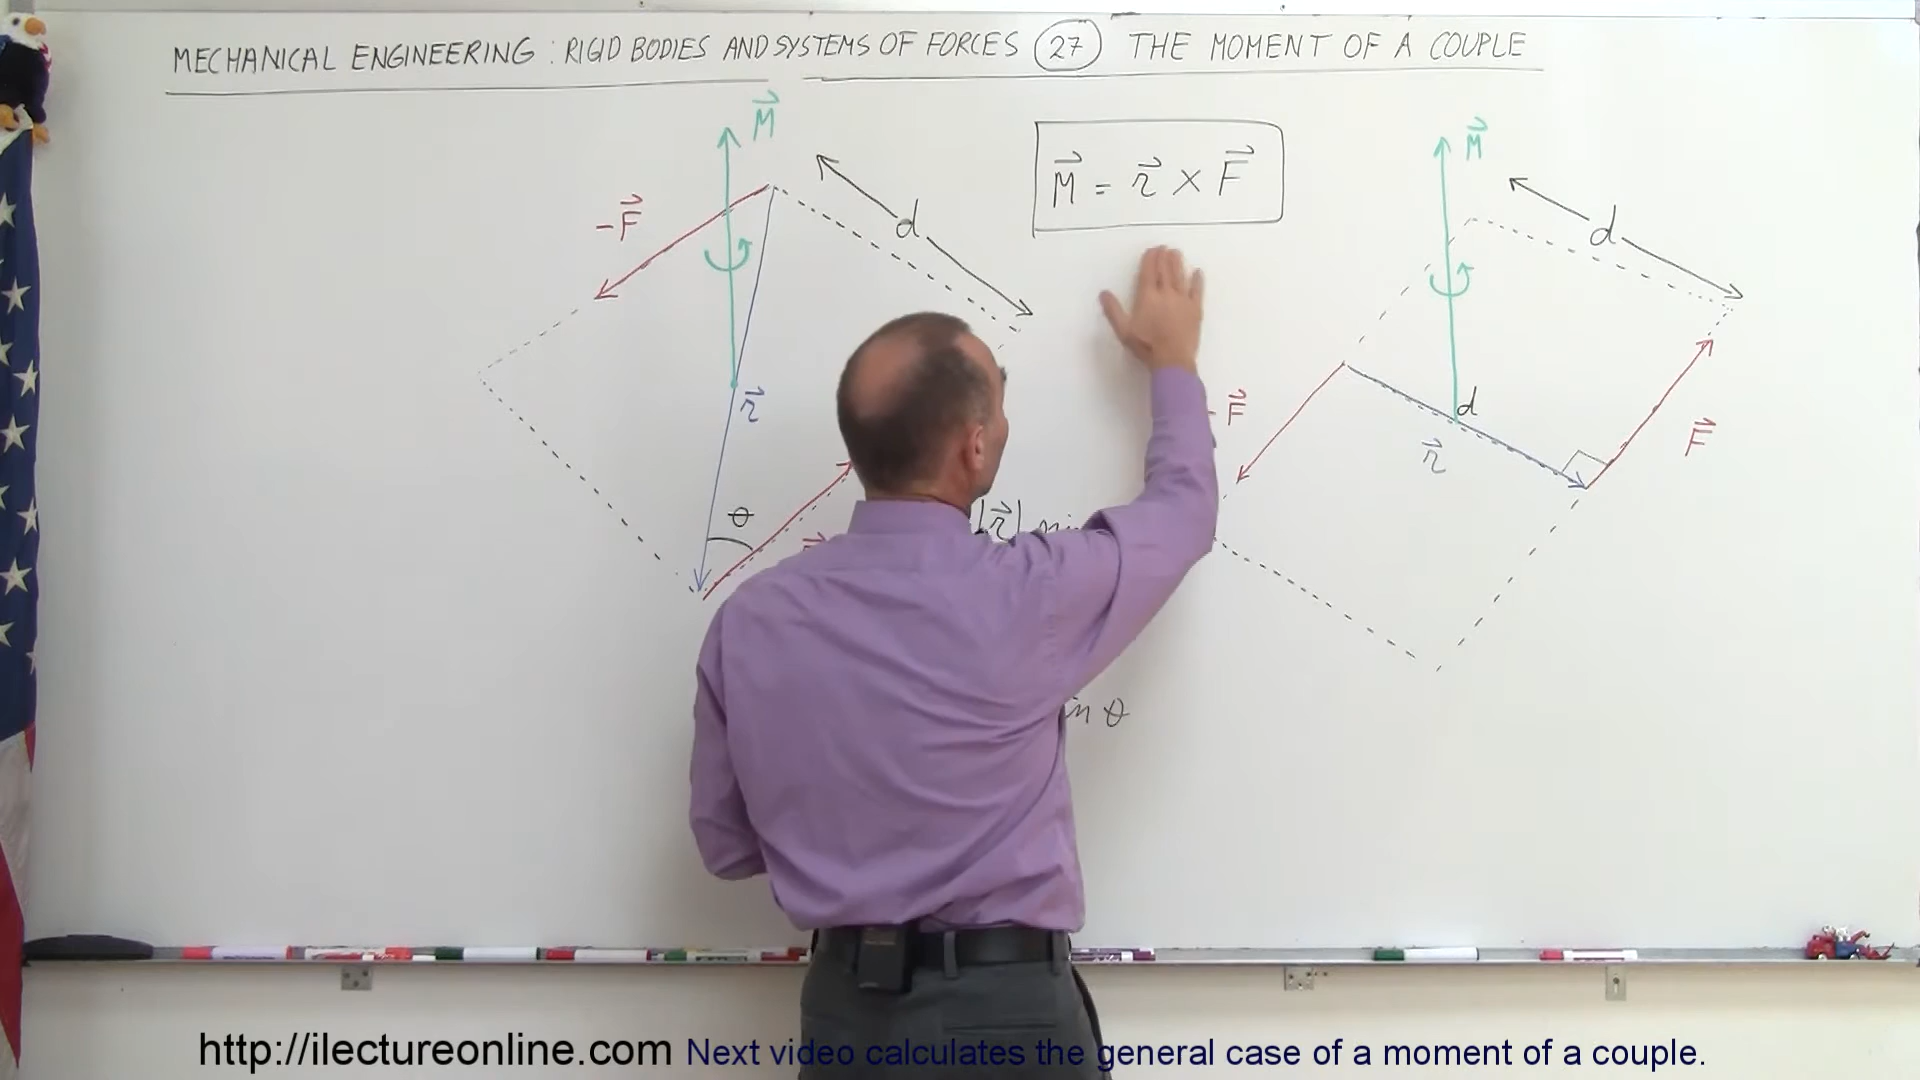 MECHANICAL ENGINEERING : RIGID BODIES AND SYSTEMS OF FORCES 27 THE MOMENT OF A COUPLE
M⃗
M⃗
-F⃗
d
M⃗ = r⃗ × F⃗
d
r⃗
- F⃗
d
F⃗
r⃗
θ
|r⃗|
θ
http://ilectureonline.com Next video calculates the general case of a moment of a couple.